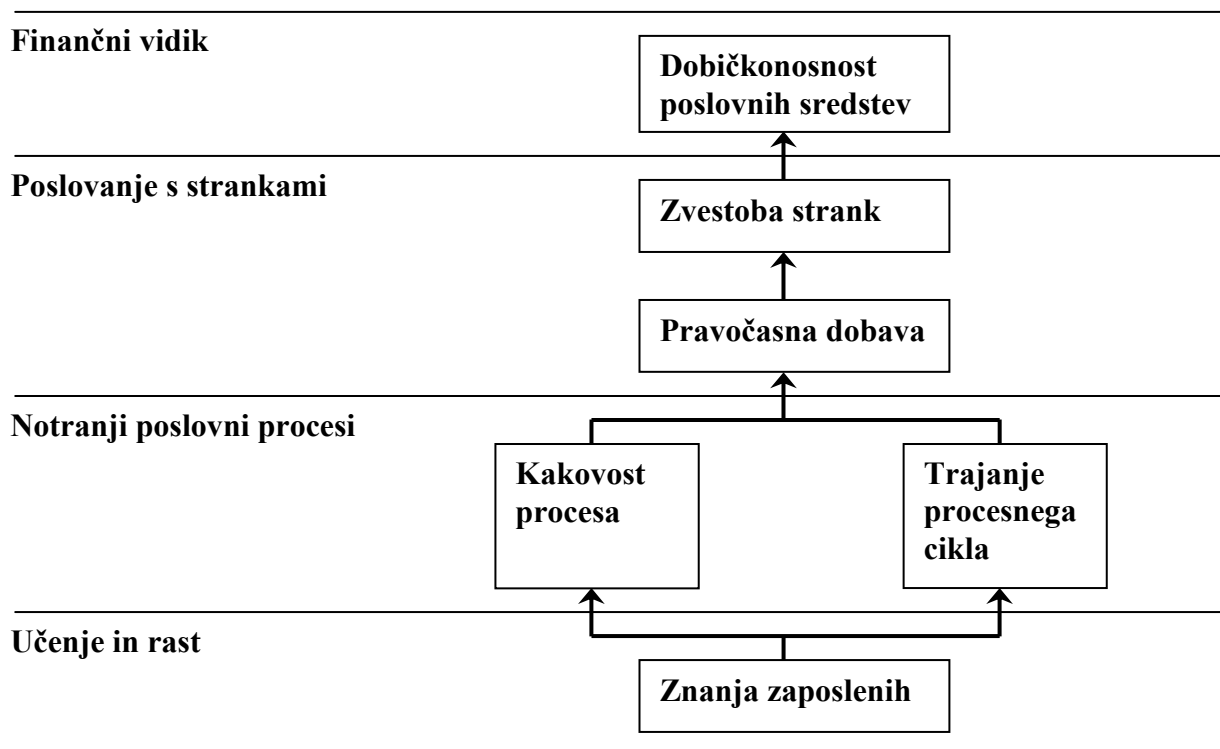 Finančni vidik
Dobičkonosnost
poslovnih sredstev
Poslovanje s strankami
Zvestoba strank
Pravočasna dobava
Notranji poslovni procesi
Kakovost
procesa
Trajanje
procesnega
cikla
Učenje in rast
Znanja zaposlenih